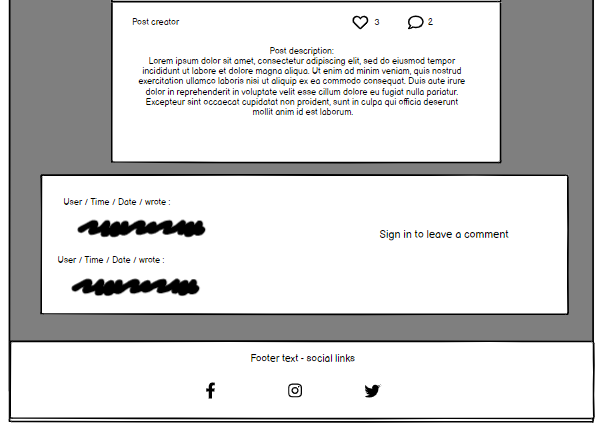 Post creator
3
2
Post description:
Lorem ipsum dolor sit amet, consectetur adipiscing elit, sed do eiusmod tempor
incididunt ut labore et dolore magna aliqua. Ut enim ad minim veniam, quis nostrud
exercitation ullamco laboris nisi ut aliquip ex ea commodo consequat. Duis aute irure
dolor in reprehenderit in voluptate velit esse cillum dolore eu fugiat nulla pariatur.
Excepteur sint occaecat cupidatat non proident, sunt in culpa qui officia deserunt
mollit anim id est laborum.
User / Time / Date / wrote :
Sign in to leave a comment
User / Time / Date / wrote :
Footer text - social links